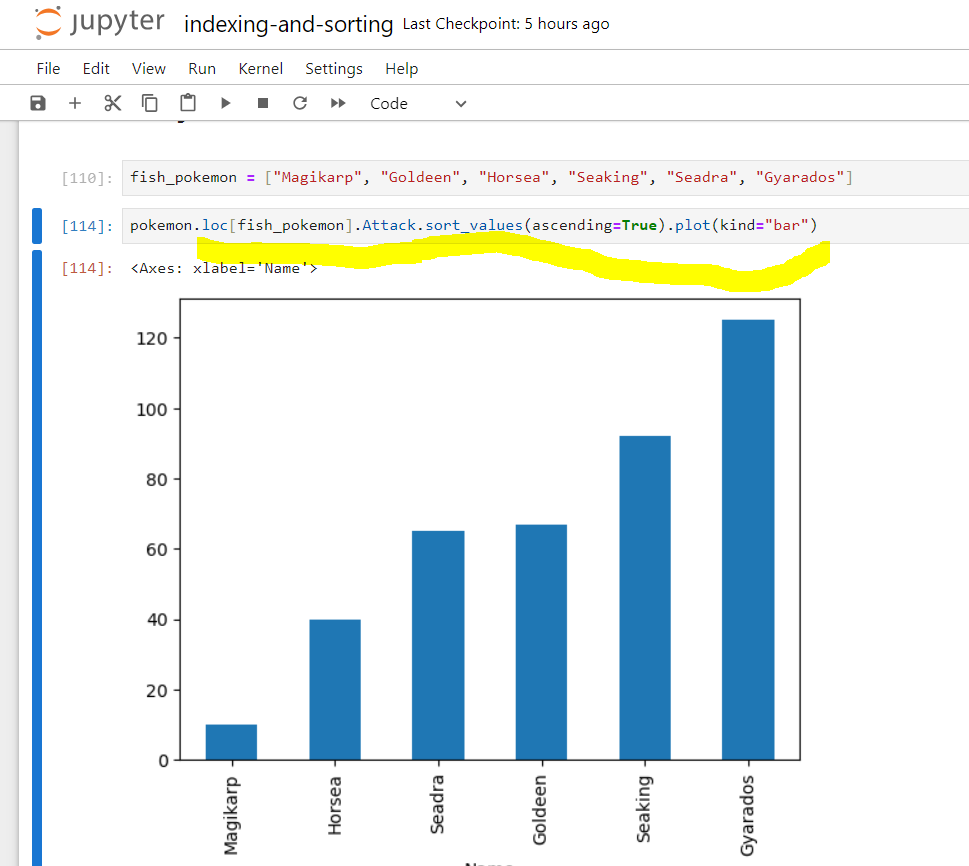 jupyter indexing-and-sorting Last Checkpoint: 5 hours ago
File Edit View Run Kernel Settings Help
Code
[110]: fish_pokemon = ["Magikarp", "Goldeen", "Horsea", "Seaking", "Seadra", "Gyarados"]
[114]: pokemon.loc[fish_pokemon].Attack.sort_values(ascending=True).plot(kind="bar")
[114]: <Axes: xlabel='Name'>
120
100
80
60
40
20
0
Magikarp
Horsea
Seadra
Goldeen
Seaking
Gyarados